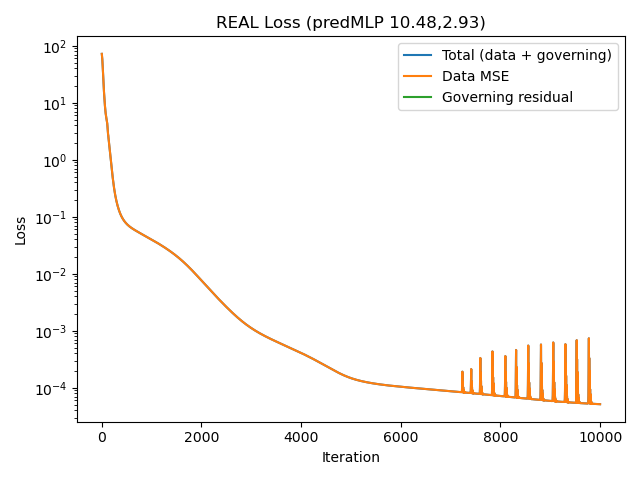 REAL Loss (predMLP 10.48,2.93)
Total (data + governing)
Data MSE
Governing residual
Loss
10²
10¹
10⁰
10⁻¹
10⁻²
10⁻³
10⁻⁴
0 2000 4000 6000 8000 10000
Iteration